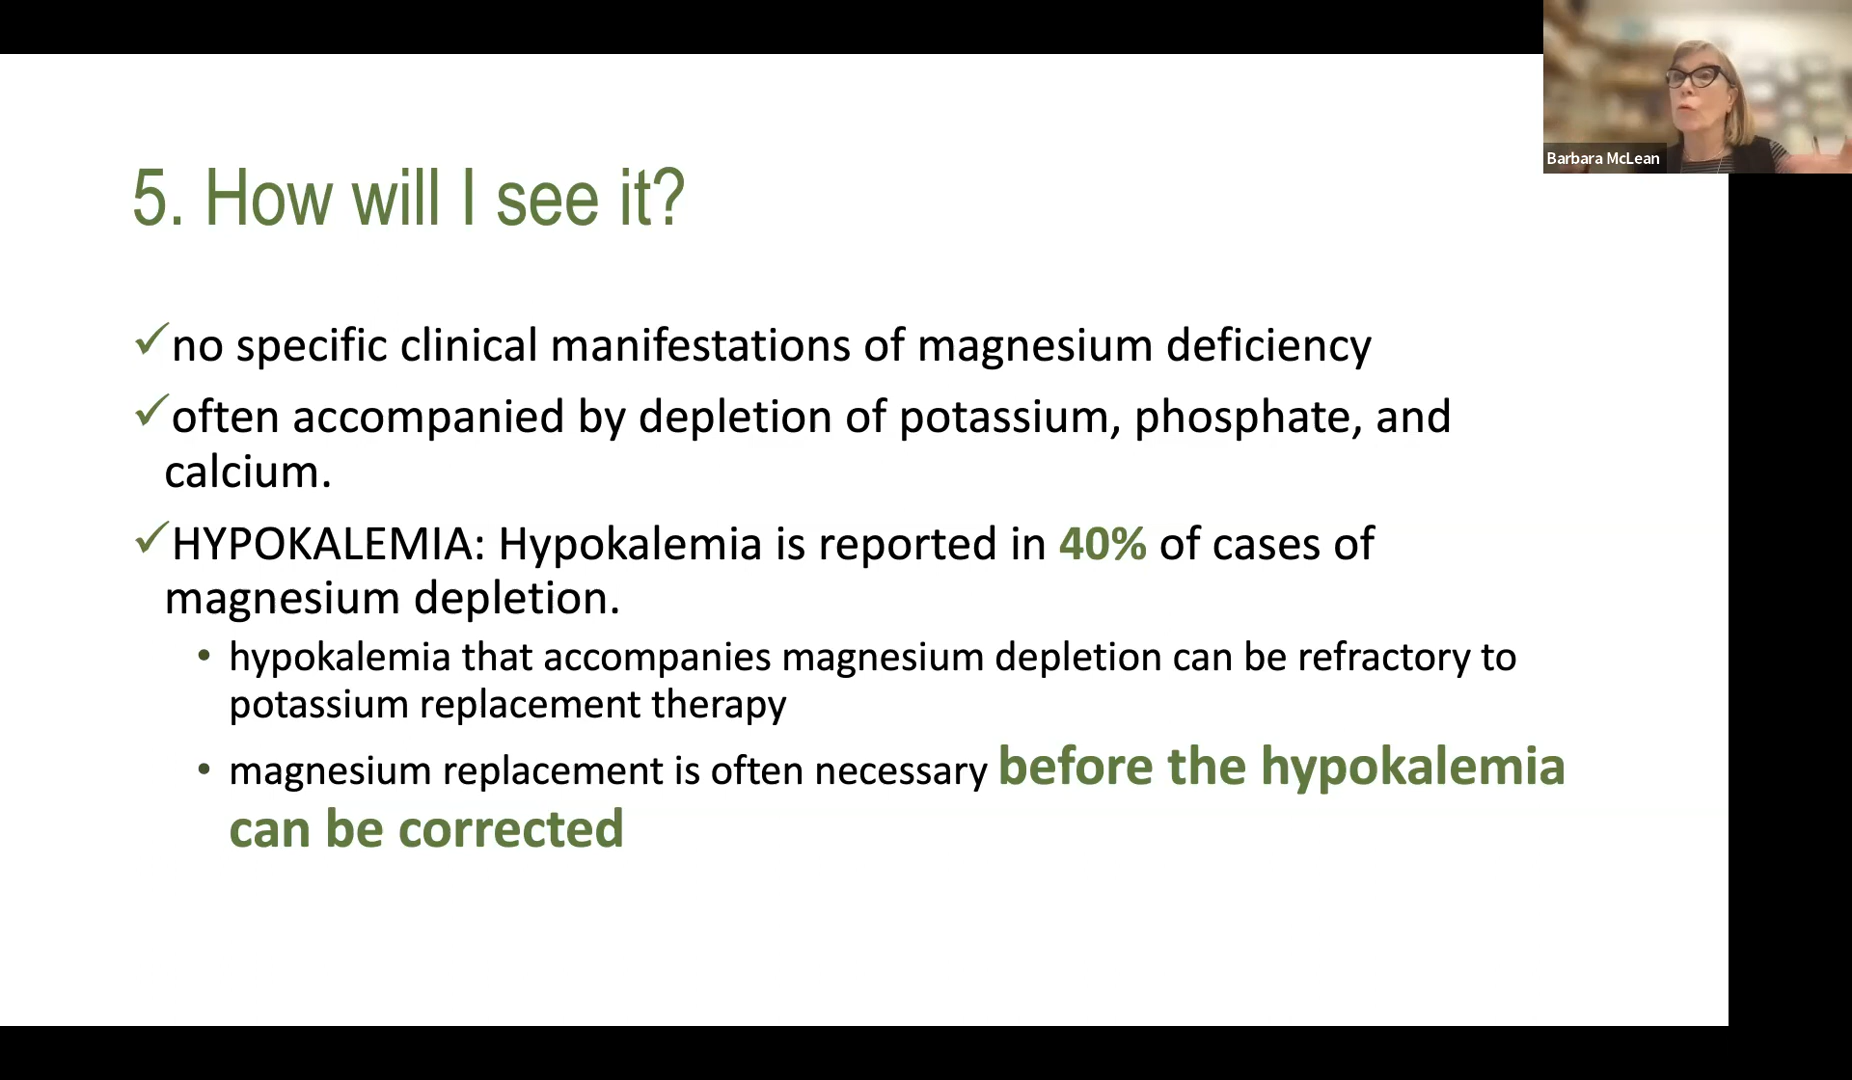 Barbara McLean
5. How will I see it?
✓no specific clinical manifestations of magnesium deficiency
✓often accompanied by depletion of potassium, phosphate, and
calcium.
✓HYPOKALEMIA: Hypokalemia is reported in 40% of cases of
magnesium depletion.
• hypokalemia that accompanies magnesium depletion can be refractory to
potassium replacement therapy
• magnesium replacement is often necessary before the hypokalemia
can be corrected